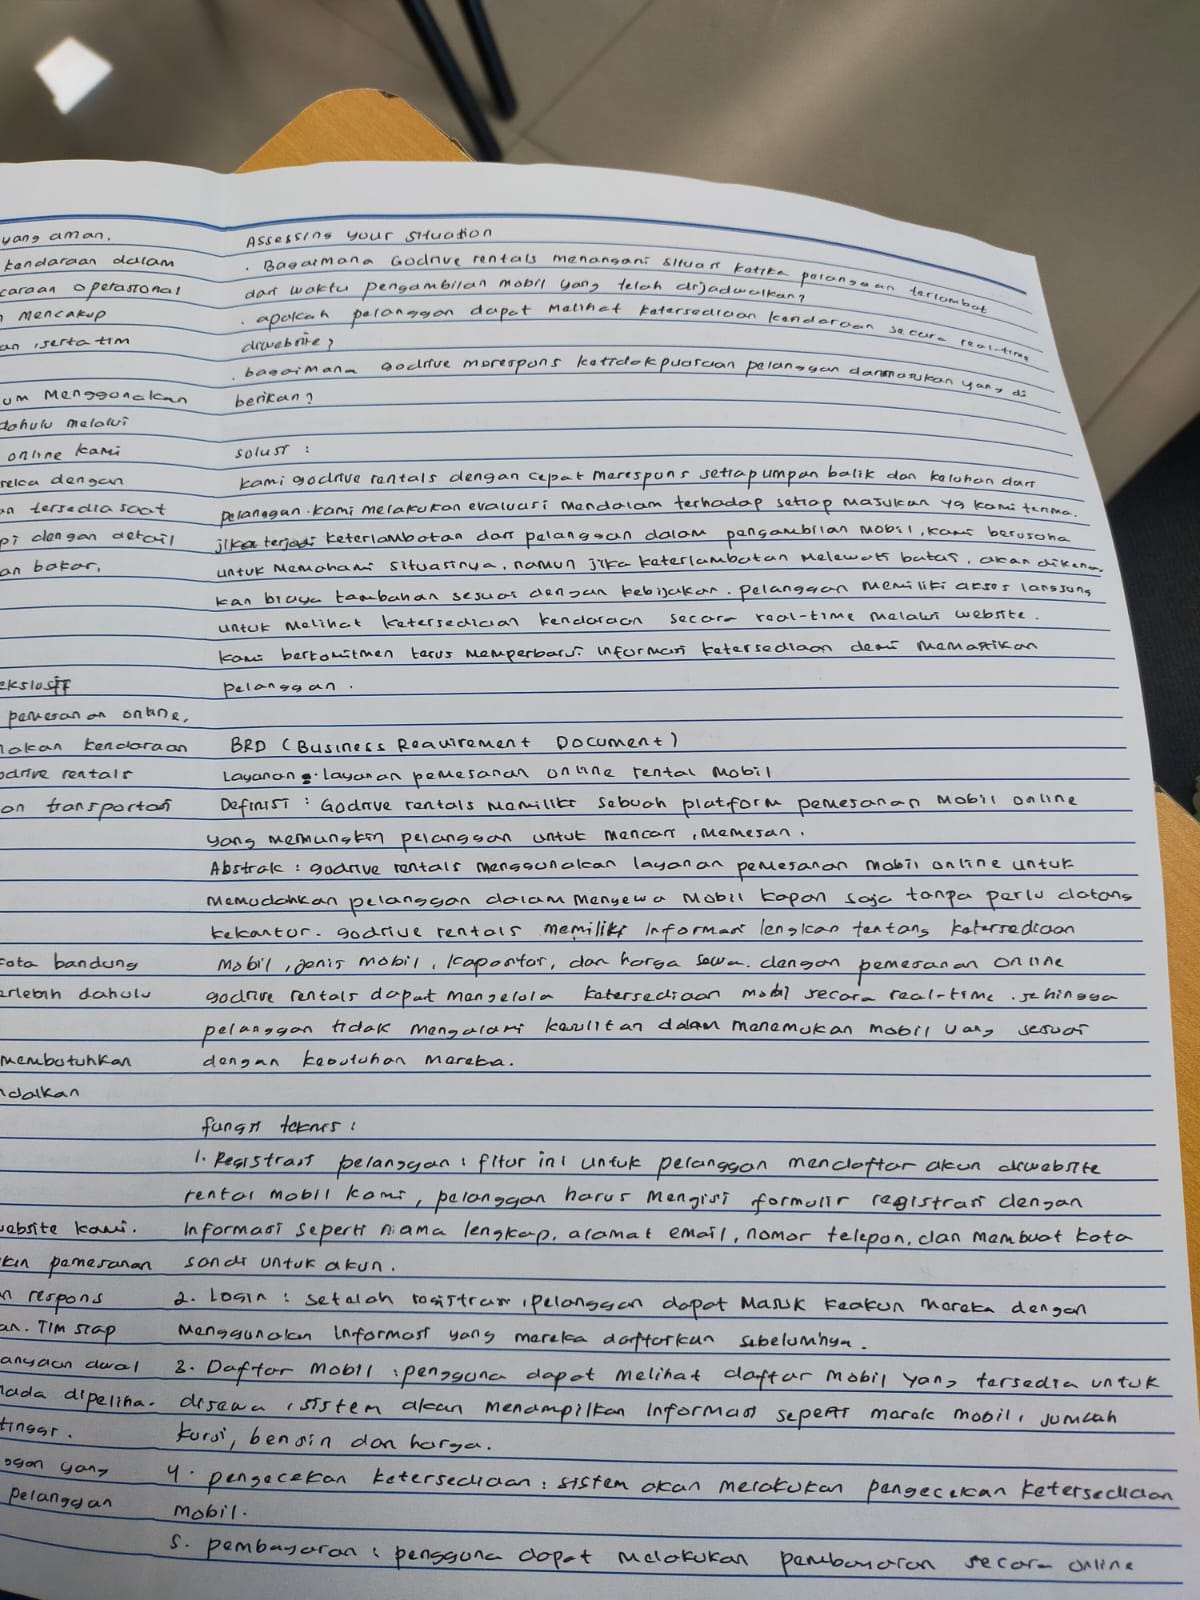 yang aman.
kendaraan dalam
caraan operasional
mencakup
an, serta tim
um menggunakan
dahulu melalui
online kami
reka dengan
an tersedia saat
pi dengan detail
an bakar,
pemesanan online,
nakan kendaraan
odrive rentals
on transportasi
kota bandung
erlebih dahulu
membutuhkan
ndalkan
website kami.
kan pemesanan
n respons
an. Tim siap
anyaan awal
nada dipeliha-
tinggi.
ggan yang
pelanggan
Assessing your situation
. Bagaimana Godrive rentals menangani situasi ketika pelanggan terlambat
dari waktu pengambilan mobil yang telah dijadwalkan?
. apakah pelanggan dapat melihat ketersediaan kendaraan secara real-time
diwebsite?
. bagaimana godrive merespons ketidakpuasan pelanggan dan masukan yang di
berikan?
solusi :
kami godrive rentals dengan cepat merespons setiap umpan balik dan keluhan dari
pelanggan. kami melakukan evaluasi mendalam terhadap setiap masukan yg kami terima.
jika terjadi keterlambatan dari pelanggan dalam pengambilan mobil, kami berusaha
untuk memahami situasinya, namun jika keterlambatan melewati batas, akan dikena-
kan biaya tambahan sesuai dengan kebijakan. pelanggan memiliki akses langsung
untuk melihat ketersediaan kendaraan secara real-time melalui website.
kami berkomitmen terus memperbarui informasi ketersediaan demi memastikan
pelanggan.
BRD (Business Requirement Document)
Layanan : layanan pemesanan online rental mobil
Definisi : Godrive rentals memiliki sebuah platform pemesanan mobil online
yang memungkin pelanggan untuk mencari, memesan.
Abstrak : godrive rentals menggunakan layanan pemesanan mobil online untuk
memudahkan pelanggan dalam menyewa mobil kapan saja tanpa perlu datang
kekantor. godrive rentals memiliki informasi lengkap tentang ketersediaan
mobil, jenis mobil, kapasitas, dan harga sewa. dengan pemesanan online
godrive rentals dapat mengelola ketersediaan mobil secara real-time. sehingga
pelanggan tidak mengalami kesulitan dalam menemukan mobil yang sesuai
dengan kebutuhan mereka.
fungsi teknis :
1. Registrasi pelanggan : fitur ini untuk pelanggan mendaftar akun diwebsite
rental mobil kami, pelanggan harus mengisi formulir registrasi dengan
informasi seperti nama lengkap, alamat email, nomor telepon, dan membuat kata
sandi untuk akun.
2. Login : setelah registrasi, pelanggan dapat masuk keakun mereka dengan
menggunakan informasi yang mereka daftarkan sebelumnya.
3. Daftar mobil : pengguna dapat melihat daftar mobil yang tersedia untuk
disewa, sistem akan menampilkan informasi seperti merek mobil, jumlah
kursi, bensin dan harga.
4. pengecekan ketersediaan : sistem akan melakukan pengecekan ketersediaan
mobil.
5. pembayaran : pengguna dapat melakukan pembayaran secara online